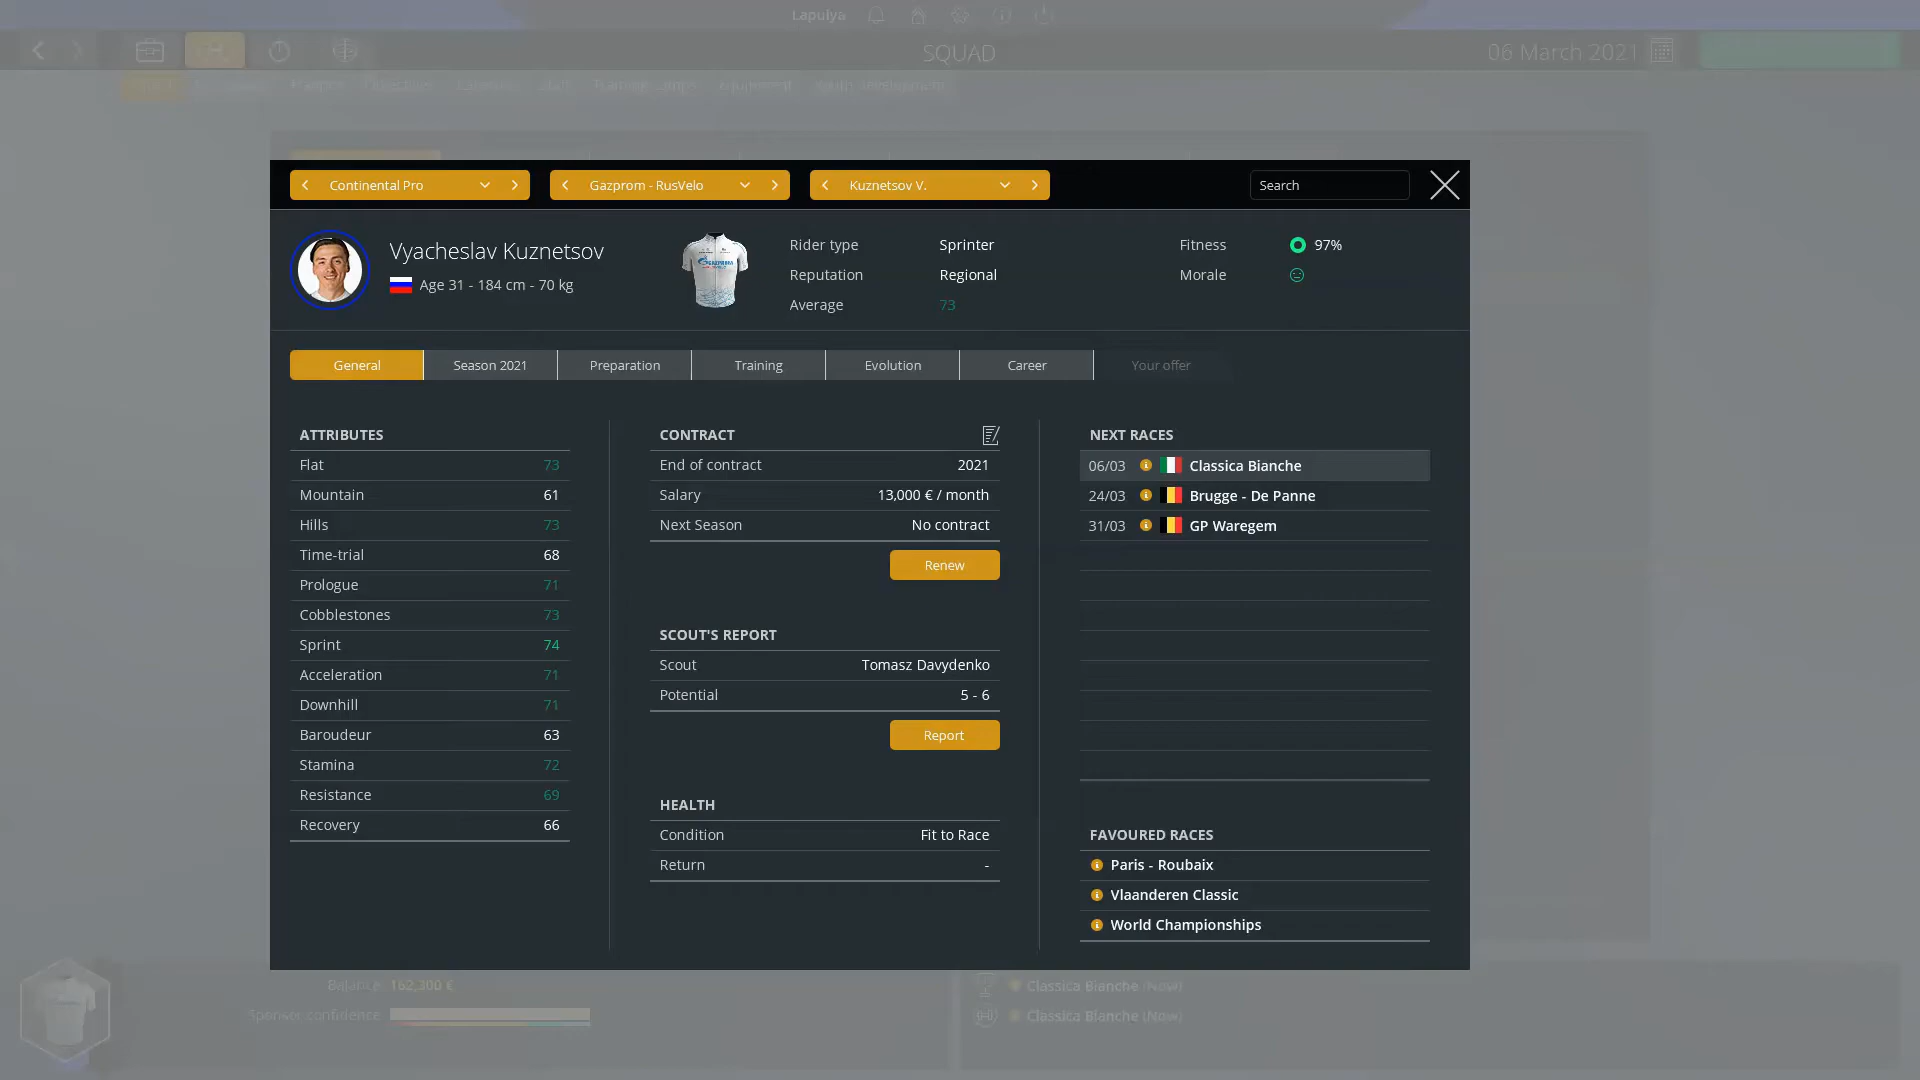 Lapulya
SQUAD
06 March 2021
Continental Pro
Gazprom - RusVelo
Kuznetsov V.
Search
Vyacheslav Kuznetsov
Age 31 - 184 cm - 70 kg
Rider type Sprinter
Reputation Regional
Average 73
Fitness 97%
Morale
General Season 2021 Preparation Training Evolution Career Your offer
ATTRIBUTES
Flat 73
Mountain 61
Hills 73
Time-trial 68
Prologue 71
Cobblestones 73
Sprint 74
Acceleration 71
Downhill 71
Baroudeur 63
Stamina 72
Resistance 69
Recovery 66
CONTRACT
End of contract 2021
Salary 13,000 € / month
Next Season No contract
Renew
SCOUT'S REPORT
Scout Tomasz Davydenko
Potential 5 - 6
Report
HEALTH
Condition Fit to Race
Return -
NEXT RACES
06/03 Classica Bianche
24/03 Brugge - De Panne
31/03 GP Waregem
FAVOURED RACES
Paris - Roubaix
Vlaanderen Classic
World Championships
Balance 162,300 €
Sponsor confidence
Classica Bianche (Now)
Classica Bianche (Now)